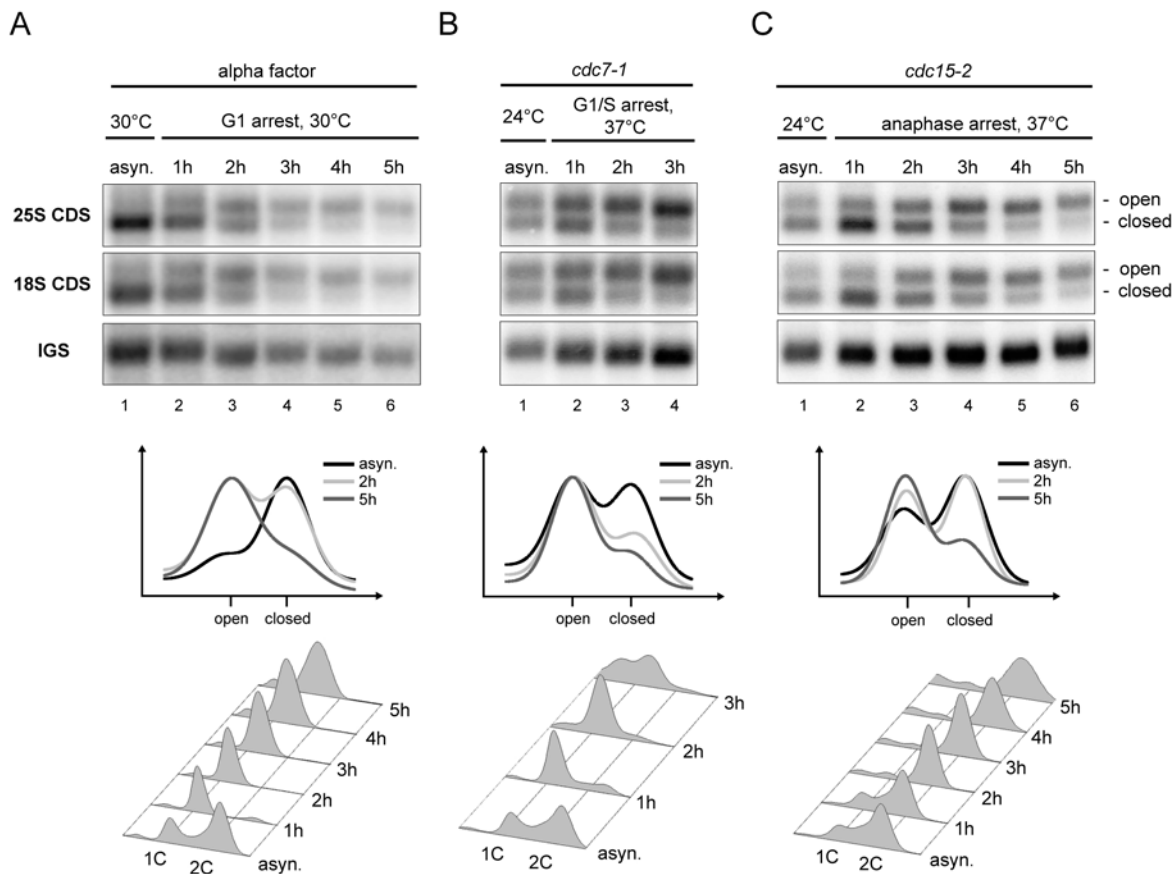 A
B
C
alpha factor
cdc7-1
cdc15-2
30°C
G1 arrest, 30°C
24°C
G1/S arrest,
37°C
24°C
anaphase arrest, 37°C
asyn. 1h 2h 3h 4h 5h
asyn. 1h 2h 3h
asyn. 1h 2h 3h 4h 5h
25S CDS
- open
- closed
18S CDS
- open
- closed
IGS
1 2 3 4 5 6
1 2 3 4
1 2 3 4 5 6
asyn.
2h
5h
open closed
asyn.
2h
5h
open closed
asyn.
2h
5h
open closed
5h
4h
3h
2h
1h
asyn.
1C
2C
3h
2h
1h
asyn.
1C
2C
5h
4h
3h
2h
1h
asyn.
1C
2C